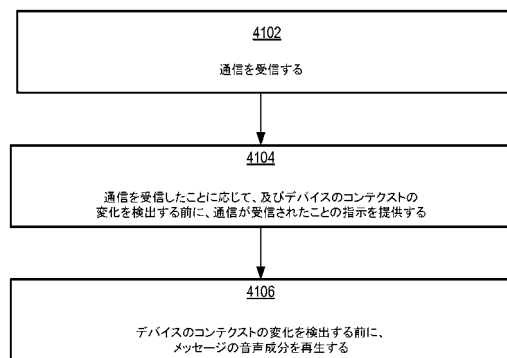 4102
通信を受信する
4104
通信を受信したことに応じて、及びデバイスのコンテクストの
変化を検出する前に、通信が受信されたことの指示を提供する
4106
デバイスのコンテクストの変化を検出する前に、
メッセージの音声成分を再生する